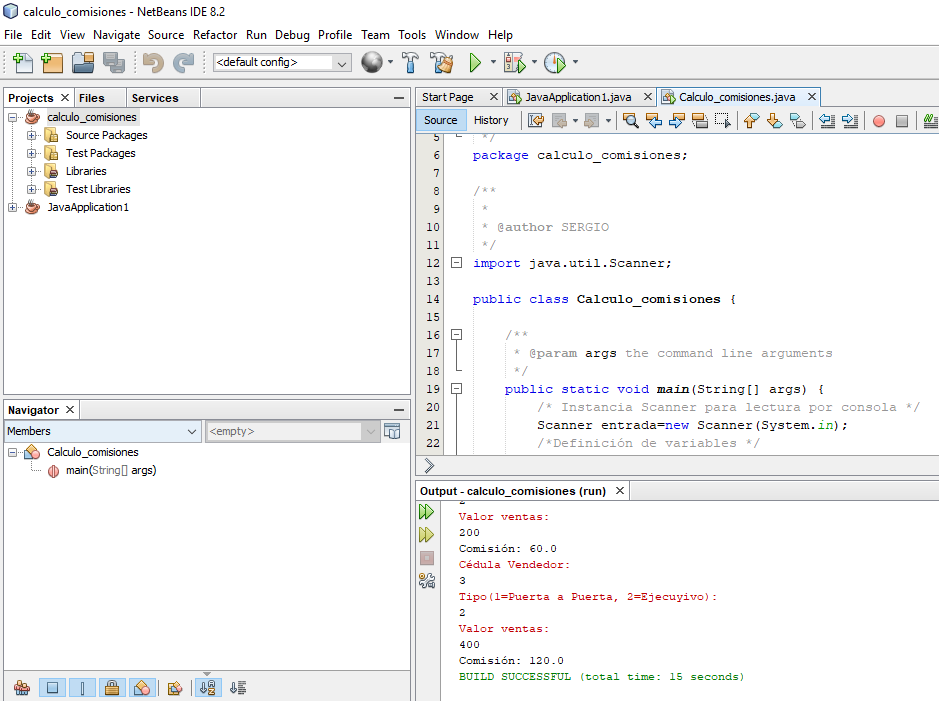 calculo_comisiones - NetBeans IDE 8.2
File Edit View Navigate Source Refactor Run Debug Profile Team Tools Window Help
<default config>
Projects Files Services
calculo_comisiones
Source Packages
Test Packages
Libraries
Test Libraries
JavaApplication1
Navigator
Members <empty>
Calculo_comisiones
main(String[] args)
Start Page JavaApplication1.java Calculo_comisiones.java
Source History
5 */
6 package calculo_comisiones;
7
8 /**
9 *
10 * @author SERGIO
11 */
12 import java.util.Scanner;
13
14 public class Calculo_comisiones {
15
16 /**
17 * @param args the command line arguments
18 */
19 public static void main(String[] args) {
20 /* Instancia Scanner para lectura por consola */
21 Scanner entrada=new Scanner(System.in);
22 /*Definición de variables */
Output - calculo_comisiones (run)
2
Valor ventas:
200
Comisión: 60.0
Cédula Vendedor:
3
Tipo(1=Puerta a Puerta, 2=Ejecuyivo):
2
Valor ventas:
400
Comisión: 120.0
BUILD SUCCESSFUL (total time: 15 seconds)